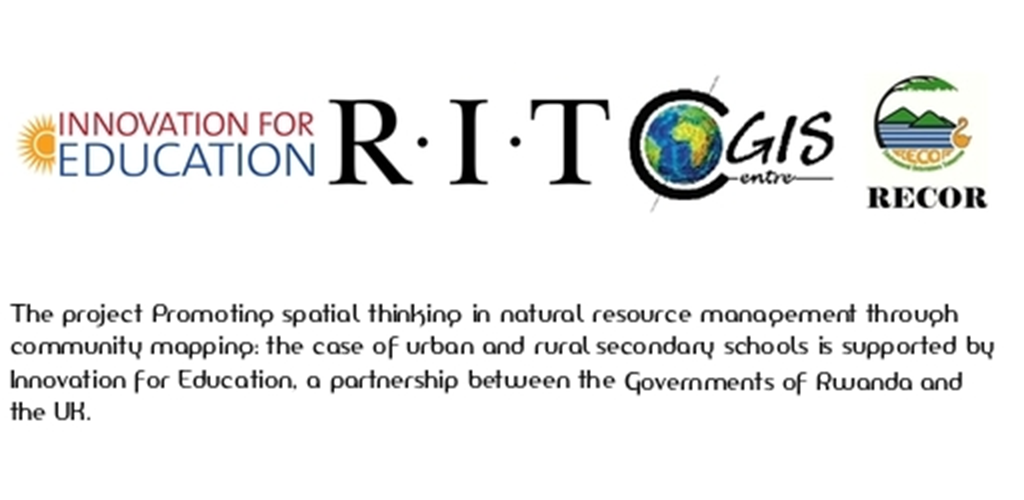 INNOVATION FOR
EDUCATION
R·I·T
GIS
Centre
RECOR
RECOR
The project Promoting spatial thinking in natural resource management through
community mapping: the case of urban and rural secondary schools is supported by
Innovation for Education, a partnership between the Governments of Rwanda and
the UK.